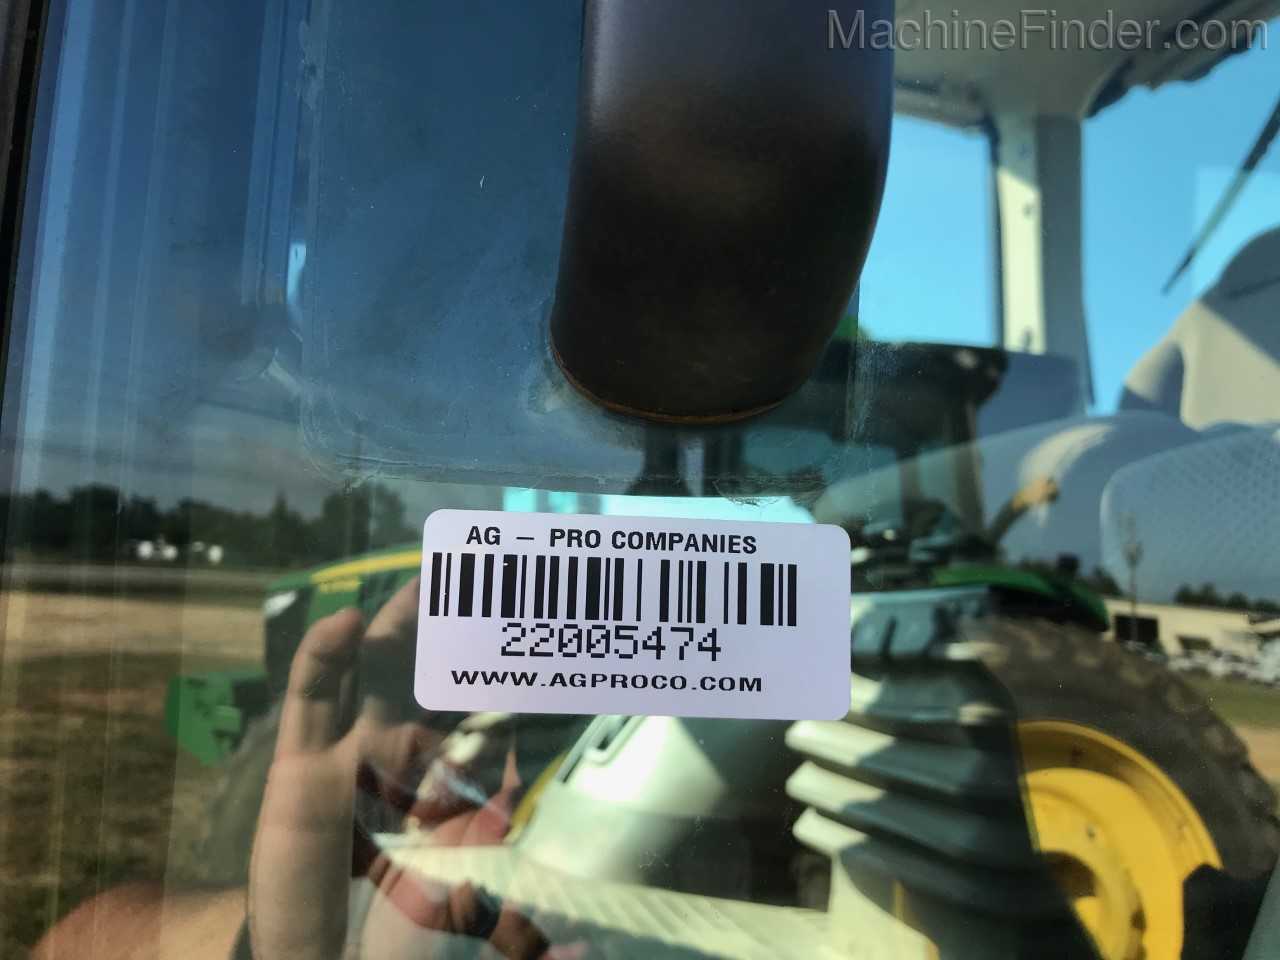 MachineFinder.com
AG – PRO COMPANIES
22005474
WWW.AGPROCO.COM